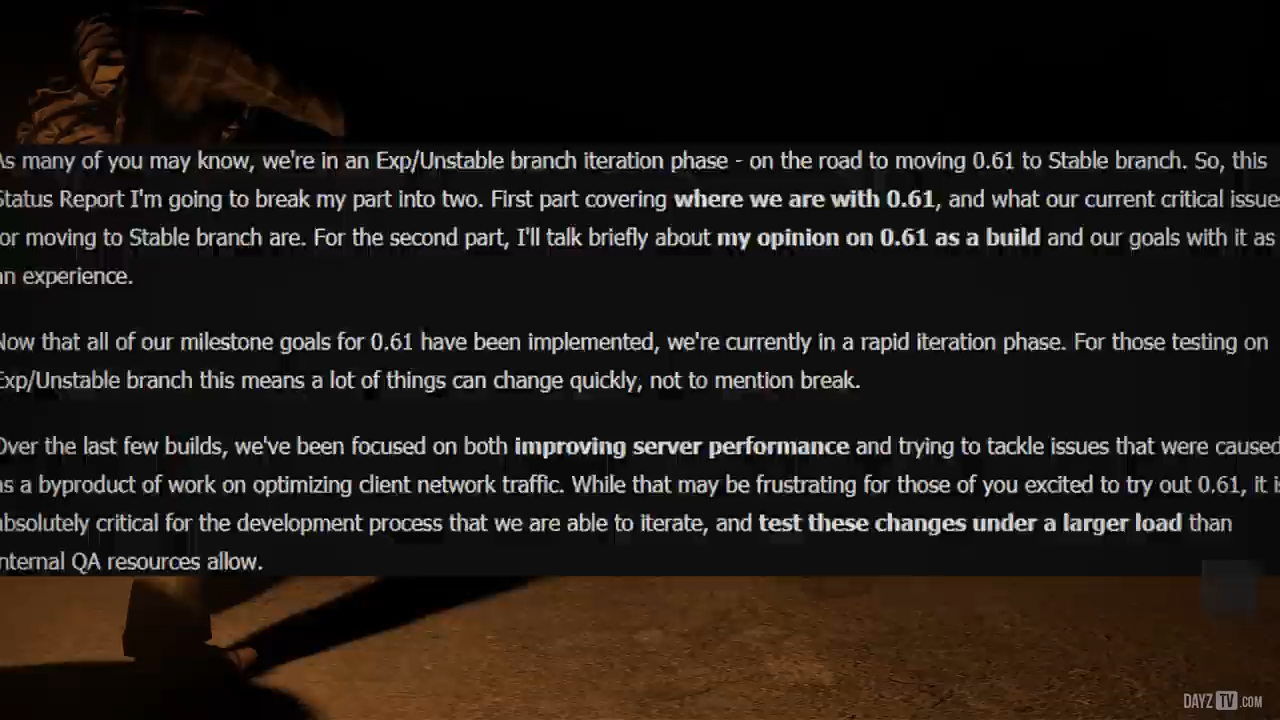 As many of you may know, we're in an Exp/Unstable branch iteration phase - on the road to moving 0.61 to Stable branch. So, this
Status Report I'm going to break my part into two. First part covering where we are with 0.61, and what our current critical issues
for moving to Stable branch are. For the second part, I'll talk briefly about my opinion on 0.61 as a build and our goals with it as
an experience.
Now that all of our milestone goals for 0.61 have been implemented, we're currently in a rapid iteration phase. For those testing on
Exp/Unstable branch this means a lot of things can change quickly, not to mention break.
Over the last few builds, we've been focused on both improving server performance and trying to tackle issues that were caused
as a byproduct of work on optimizing client network traffic. While that may be frustrating for those of you excited to try out 0.61, it is
absolutely critical for the development process that we are able to iterate, and test these changes under a larger load than
internal QA resources allow.
DAYZ TV .COM